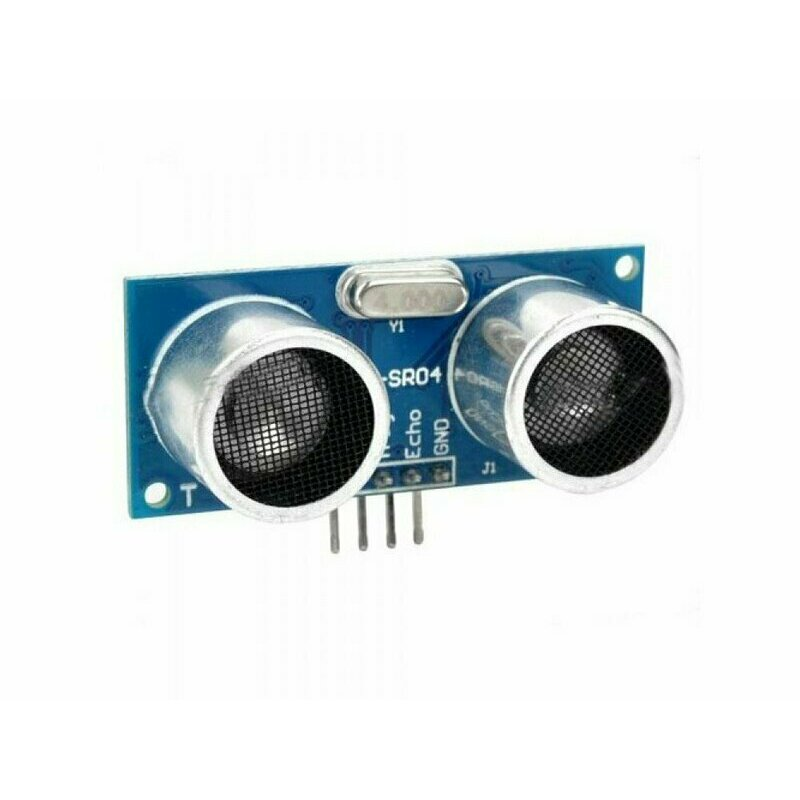 4.000
Y1
-SR04
Echo
GND
J1
T